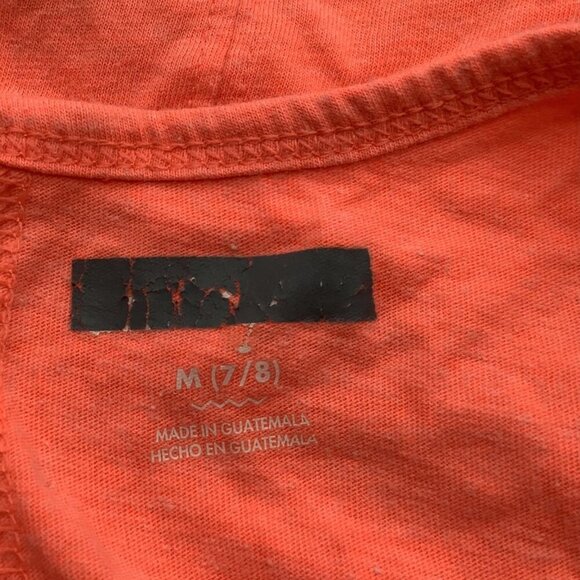 M (7/8)
MADE IN GUATEMALA
HECHO EN GUATEMALA